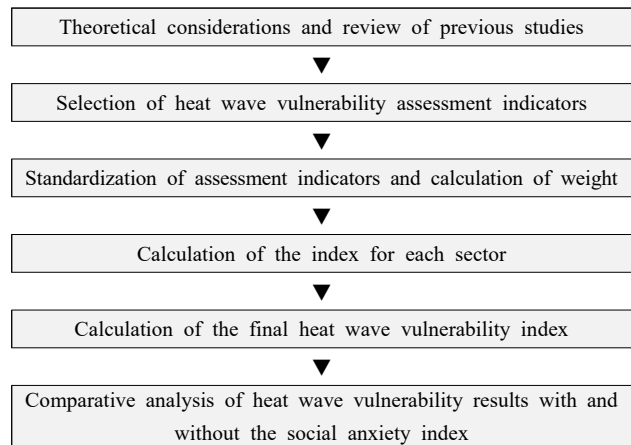 Theoretical considerations and review of previous studies
Selection of heat wave vulnerability assessment indicators
Standardization of assessment indicators and calculation of weight
Calculation of the index for each sector
Calculation of the final heat wave vulnerability index
Comparative analysis of heat wave vulnerability results with and
without the social anxiety index